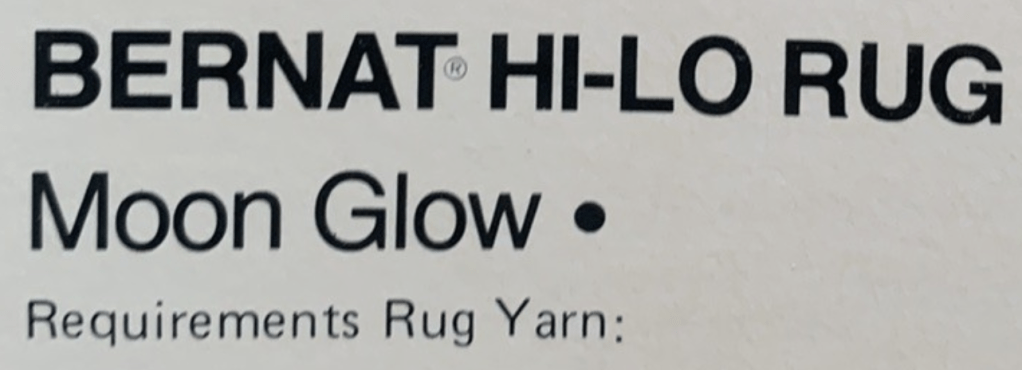 BERNAT® HI-LO RUG
Moon Glow •
Requirements Rug Yarn: